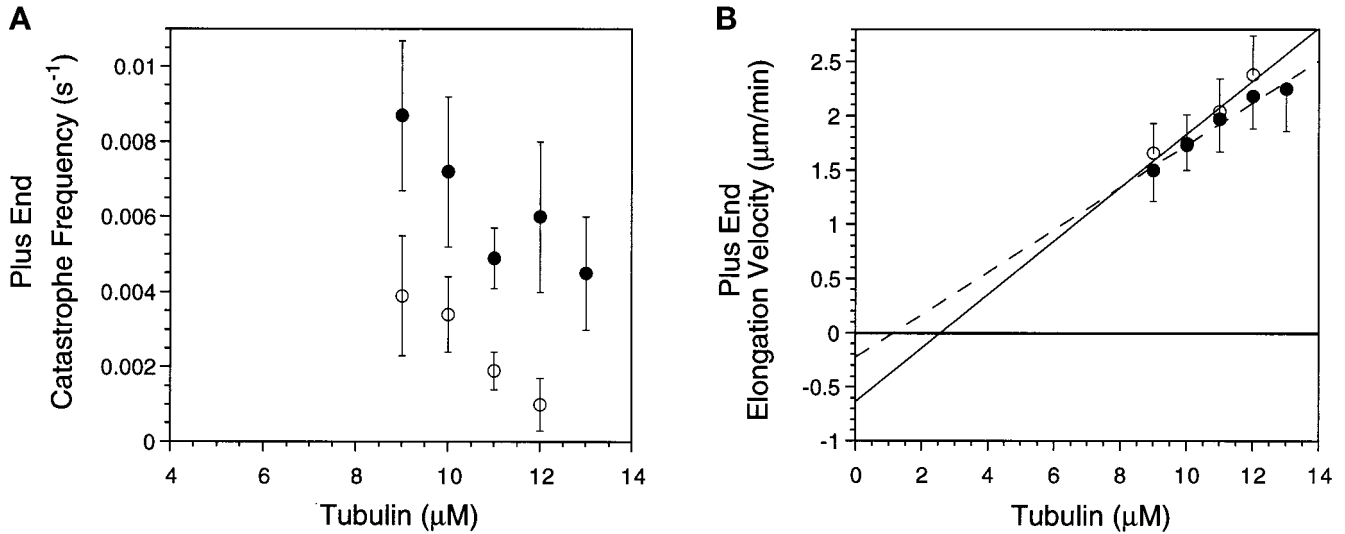 A
Plus End
Catastrophe Frequency (s⁻¹)
0.01
0.008
0.006
0.004
0.002
0
4 6 8 10 12 14
Tubulin (μM)
B
Plus End
Elongation Velocity (μm/min)
2.5
2
1.5
1
0.5
0
-0.5
-1
0 2 4 6 8 10 12 14
Tubulin (μM)